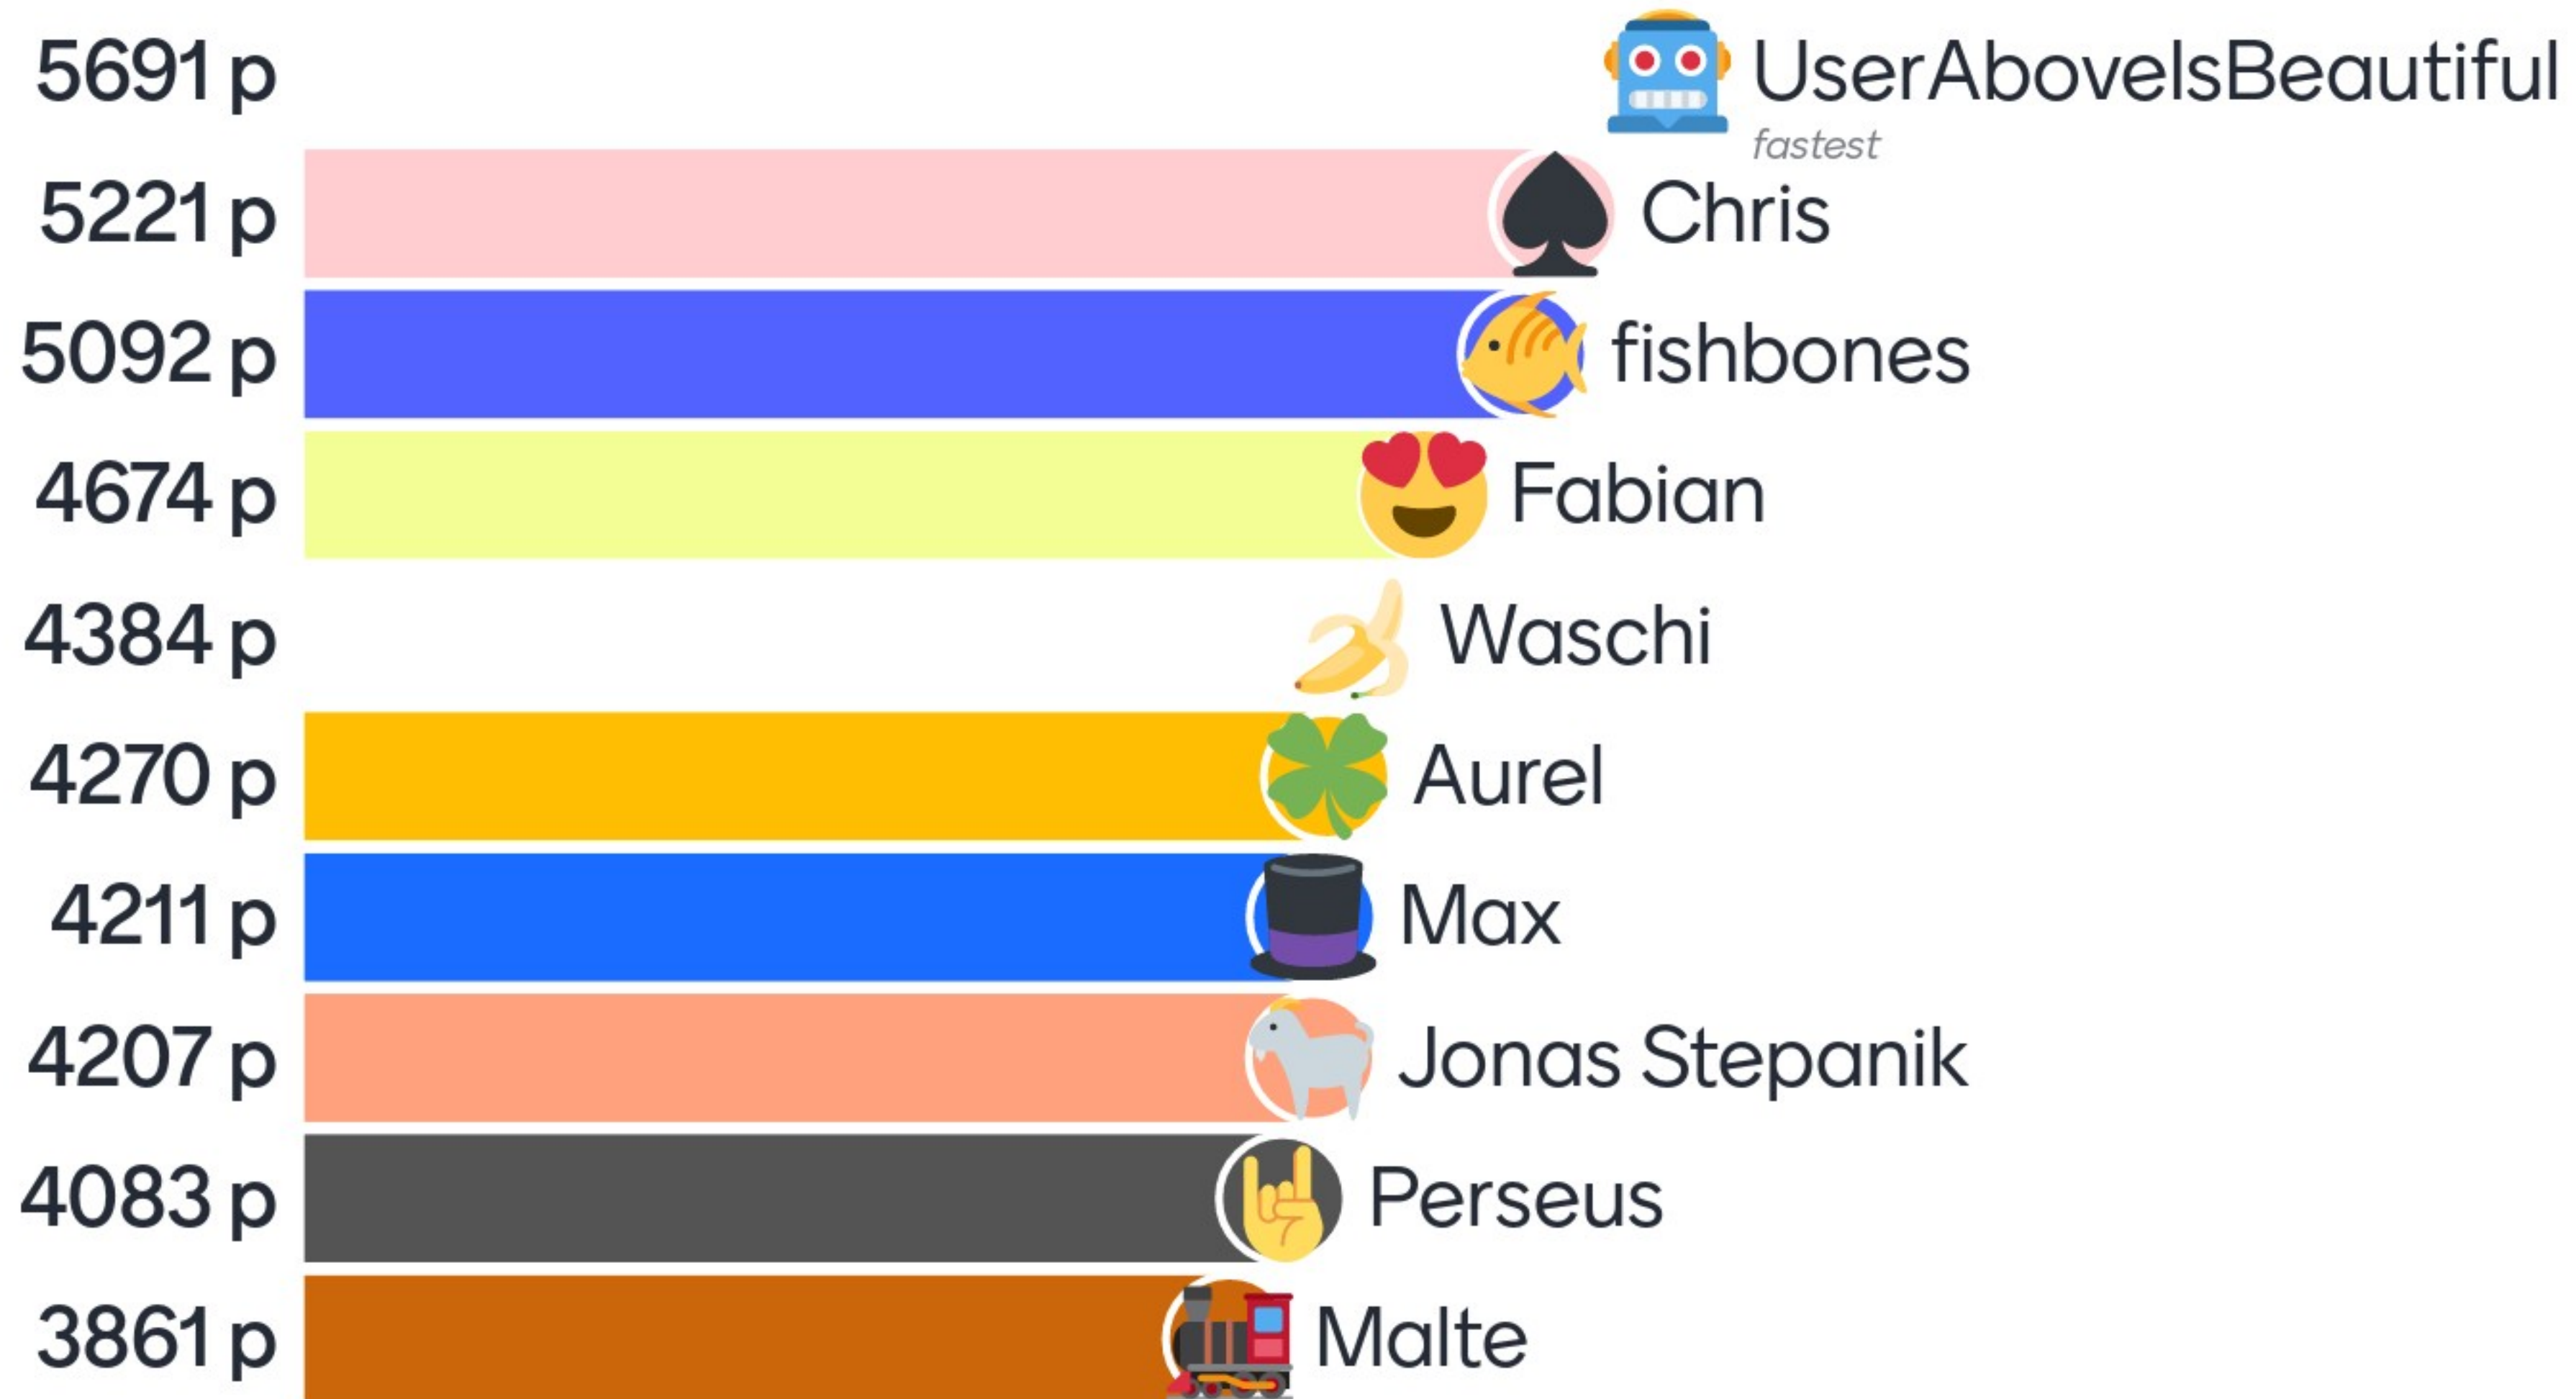 5691 p UserAboveIsBeautiful
fastest
5221 p Chris
5092 p fishbones
4674 p Fabian
4384 p Waschi
4270 p Aurel
4211 p Max
4207 p Jonas Stepanik
4083 p Perseus
3861 p Malte